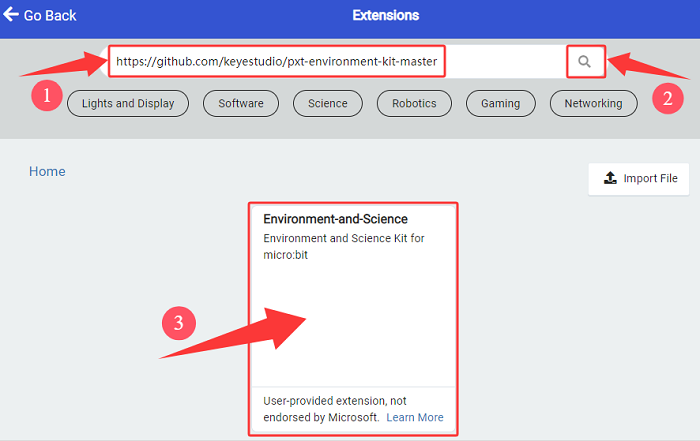 Go Back
Extensions
https://github.com/keyestudio/pxt-environment-kit-master
1
2
Lights and Display
Software
Science
Robotics
Gaming
Networking
Home
Import File
Environment-and-Science
Environment and Science Kit for
micro:bit
3
User-provided extension, not
endorsed by Microsoft. Learn More